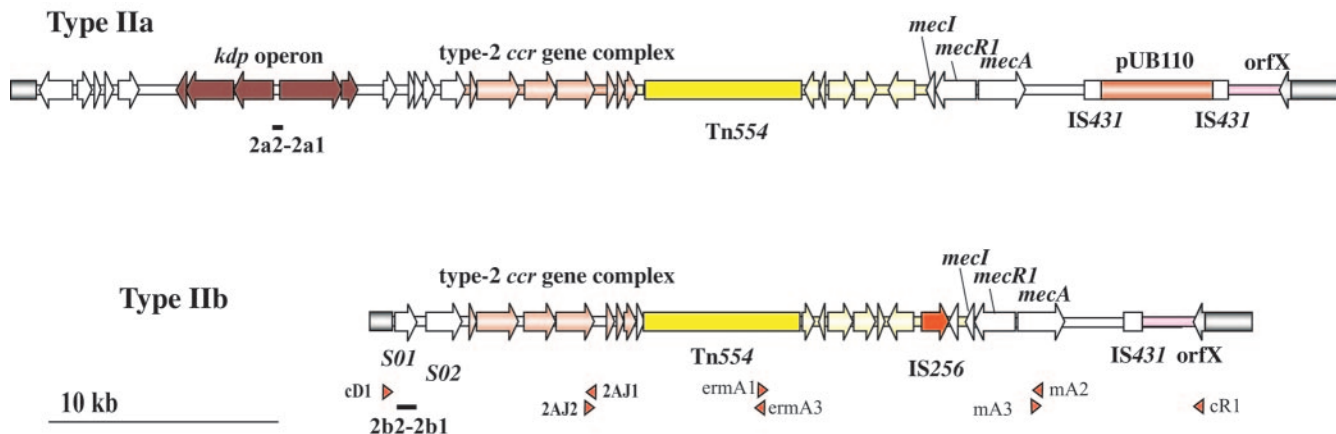 Type IIa
kdp operon
type-2 ccr gene complex
mecI
mecR1
mecA
pUB110
orfX
2a2-2a1
Tn554
IS431
IS431
Type IIb
type-2 ccr gene complex
mecI
mecR1
mecA
S01
S02
Tn554
IS256
IS431 orfX
cD1
2b2-2b1
2AJ1
2AJ2
ermA1
ermA3
mA2
mA3
cR1
10 kb